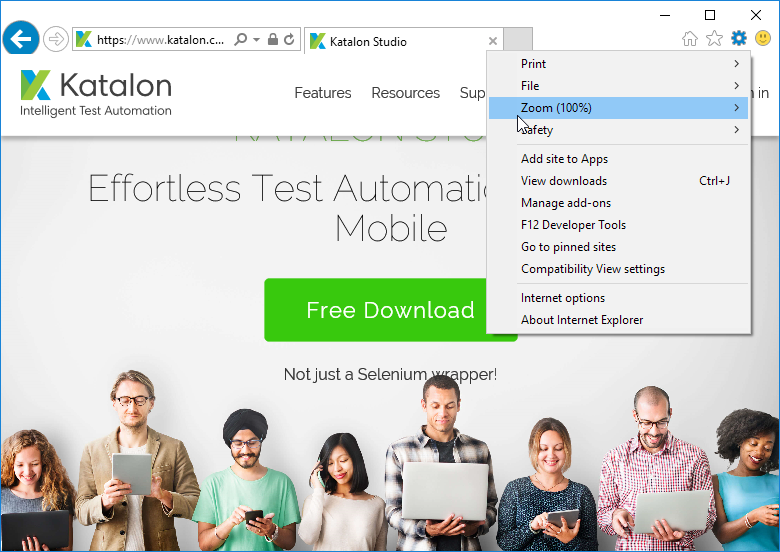 https://www.katalon.c...
Katalon Studio
Katalon
Intelligent Test Automation
Features
Resources
in
Print
File
Zoom (100%)
Safety
Add site to Apps
View downloads Ctrl+J
Manage add-ons
F12 Developer Tools
Go to pinned sites
Compatibility View settings
Internet options
About Internet Explorer
Effortless Test Automation
Mobile
Free Download
Not just a Selenium wrapper!